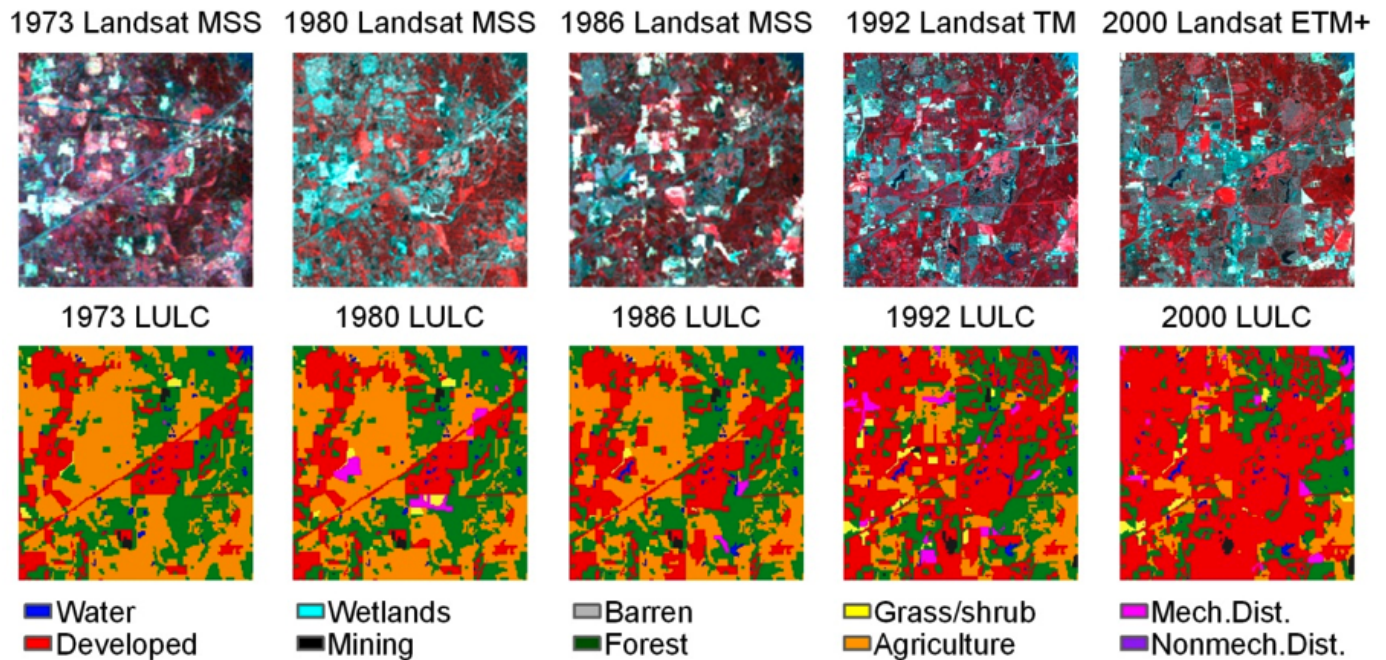 1973 Landsat MSS 1980 Landsat MSS 1986 Landsat MSS 1992 Landsat TM 2000 Landsat ETM+
1973 LULC 1980 LULC 1986 LULC 1992 LULC 2000 LULC
Water Wetlands Barren Grass/shrub Mech.Dist.
Developed Mining Forest Agriculture Nonmech.Dist.